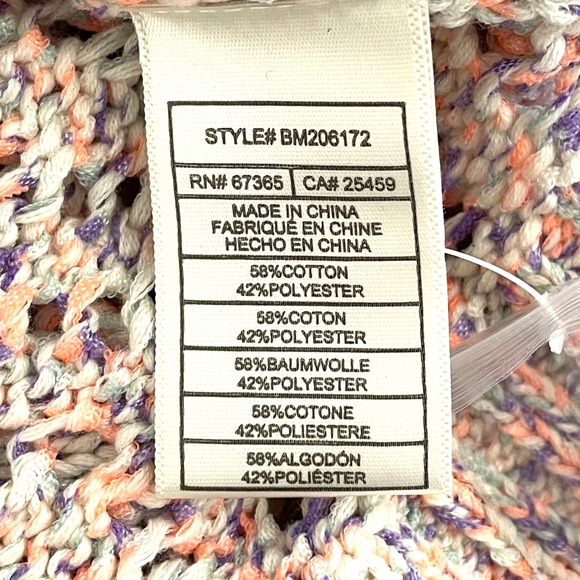 STYLE# BM206172
RN# 67365 CA# 25459
MADE IN CHINA
FABRIQUÉ EN CHINE
HECHO EN CHINA
58%COTTON
42%POLYESTER
58%COTON
42%POLYESTER
58%BAUMWOLLE
42%POLYESTER
58%COTONE
42%POLIESTERE
58%ALGODÓN
42%POLIÉSTER